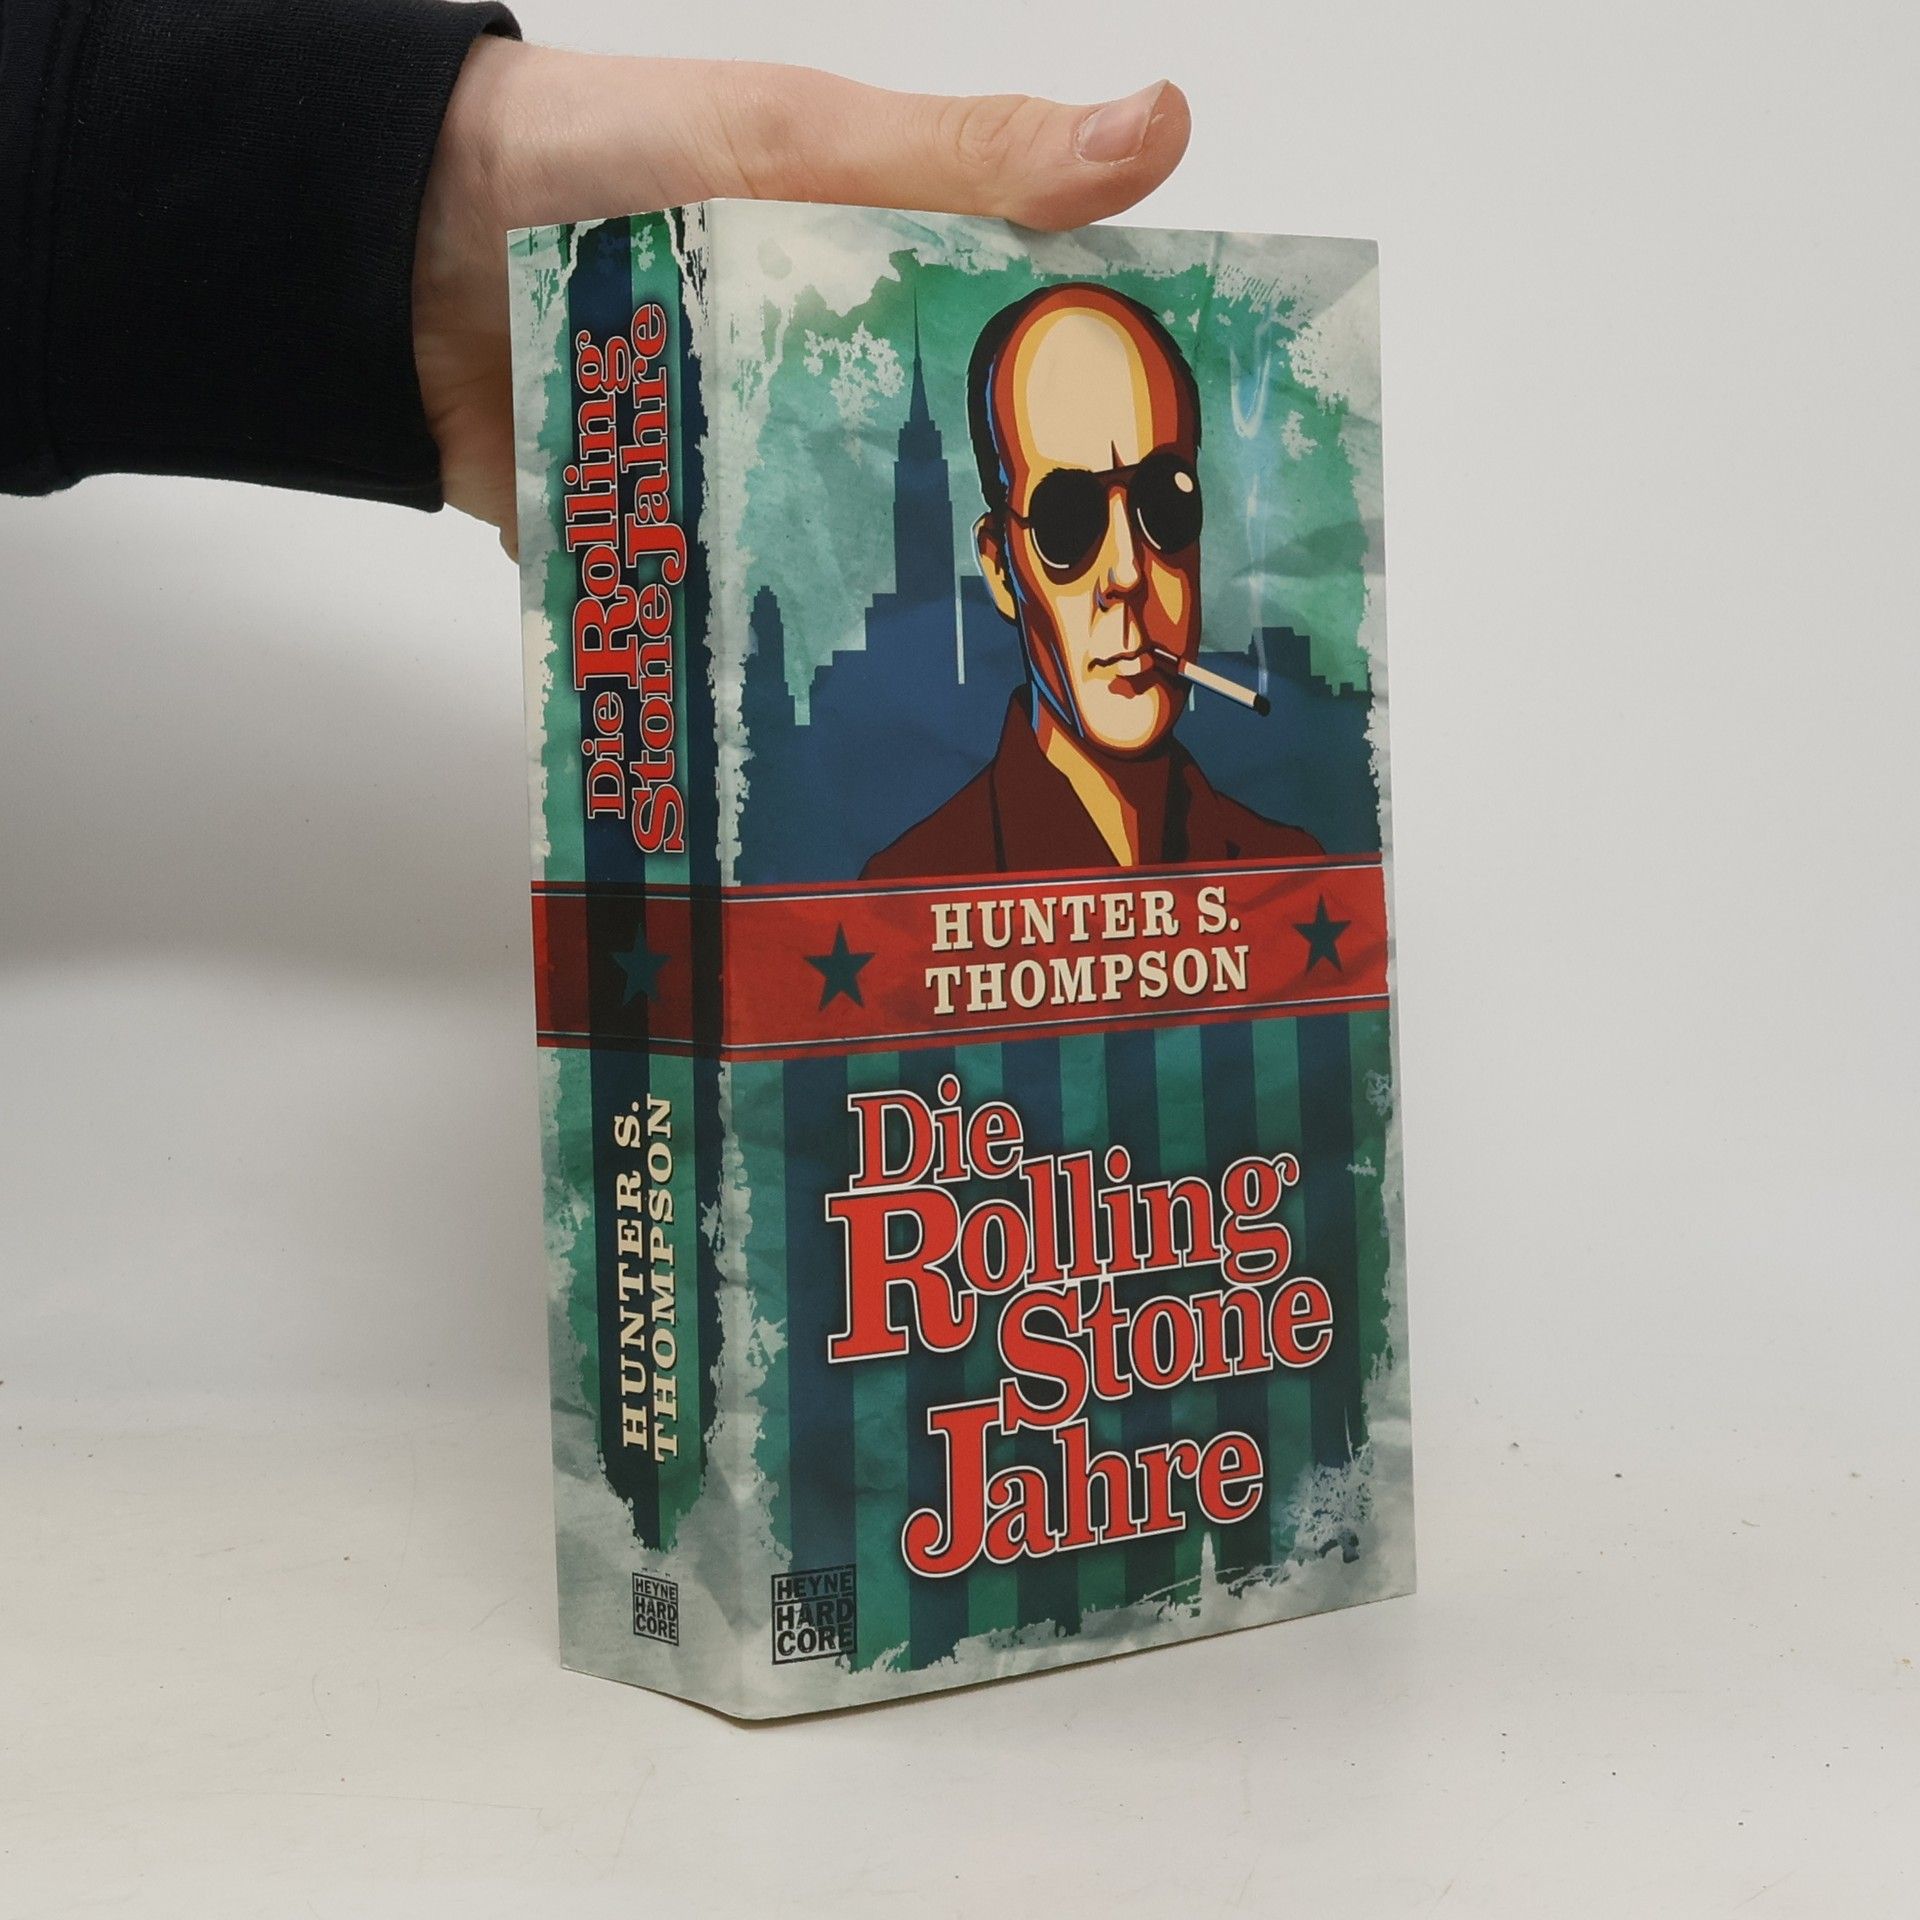 Die Rolling
Stone Jahre
HUNTER S.
THOMPSON
HEYNE
HARD
CORE
HUNTER S.
THOMPSON
Die
Rolling
Stone
Jahre
HEYNE
HARD
CORE